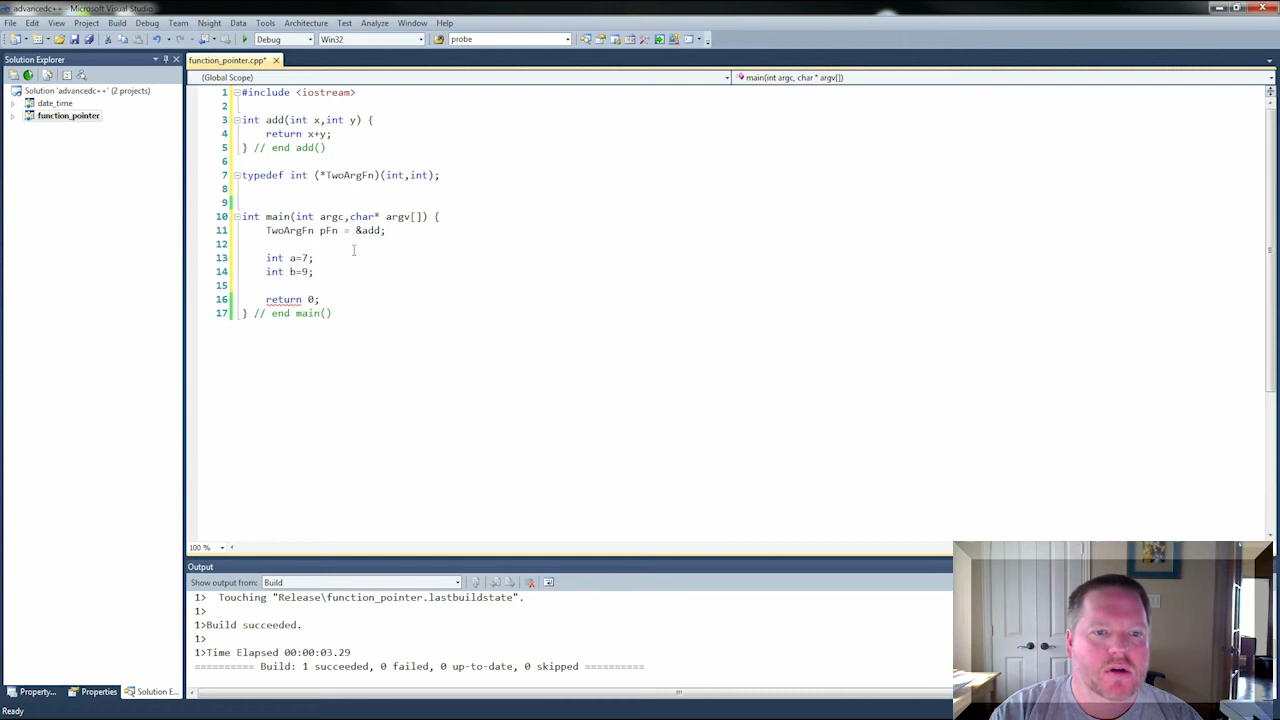 advancedc++ - Microsoft Visual Studio
File Edit View Project Build Debug Team Nsight Data Tools Architecture Test Analyze Window Help
Debug Win32 probe
Solution Explorer
Solution 'advancedc++' (2 projects)
date_time
function_pointer
function_pointer.cpp*
(Global Scope) main(int argc, char * argv[])
1 #include <iostream>
2
3 int add(int x,int y) {
4 return x+y;
5 } // end add()
6
7 typedef int (*TwoArgFn)(int,int);
8
9
10 int main(int argc,char* argv[]) {
11 TwoArgFn pFn = &add;
12
13 int a=7;
14 int b=9;
15
16 return 0;
17 } // end main()
100 %
Output
Show output from: Build
1> Touching "Release\function_pointer.lastbuildstate".
1>
1>Build succeeded.
1>
1>Time Elapsed 00:00:03.29
========== Build: 1 succeeded, 0 failed, 0 up-to-date, 0 skipped ==========
Property... Properties Solution E...
Ready